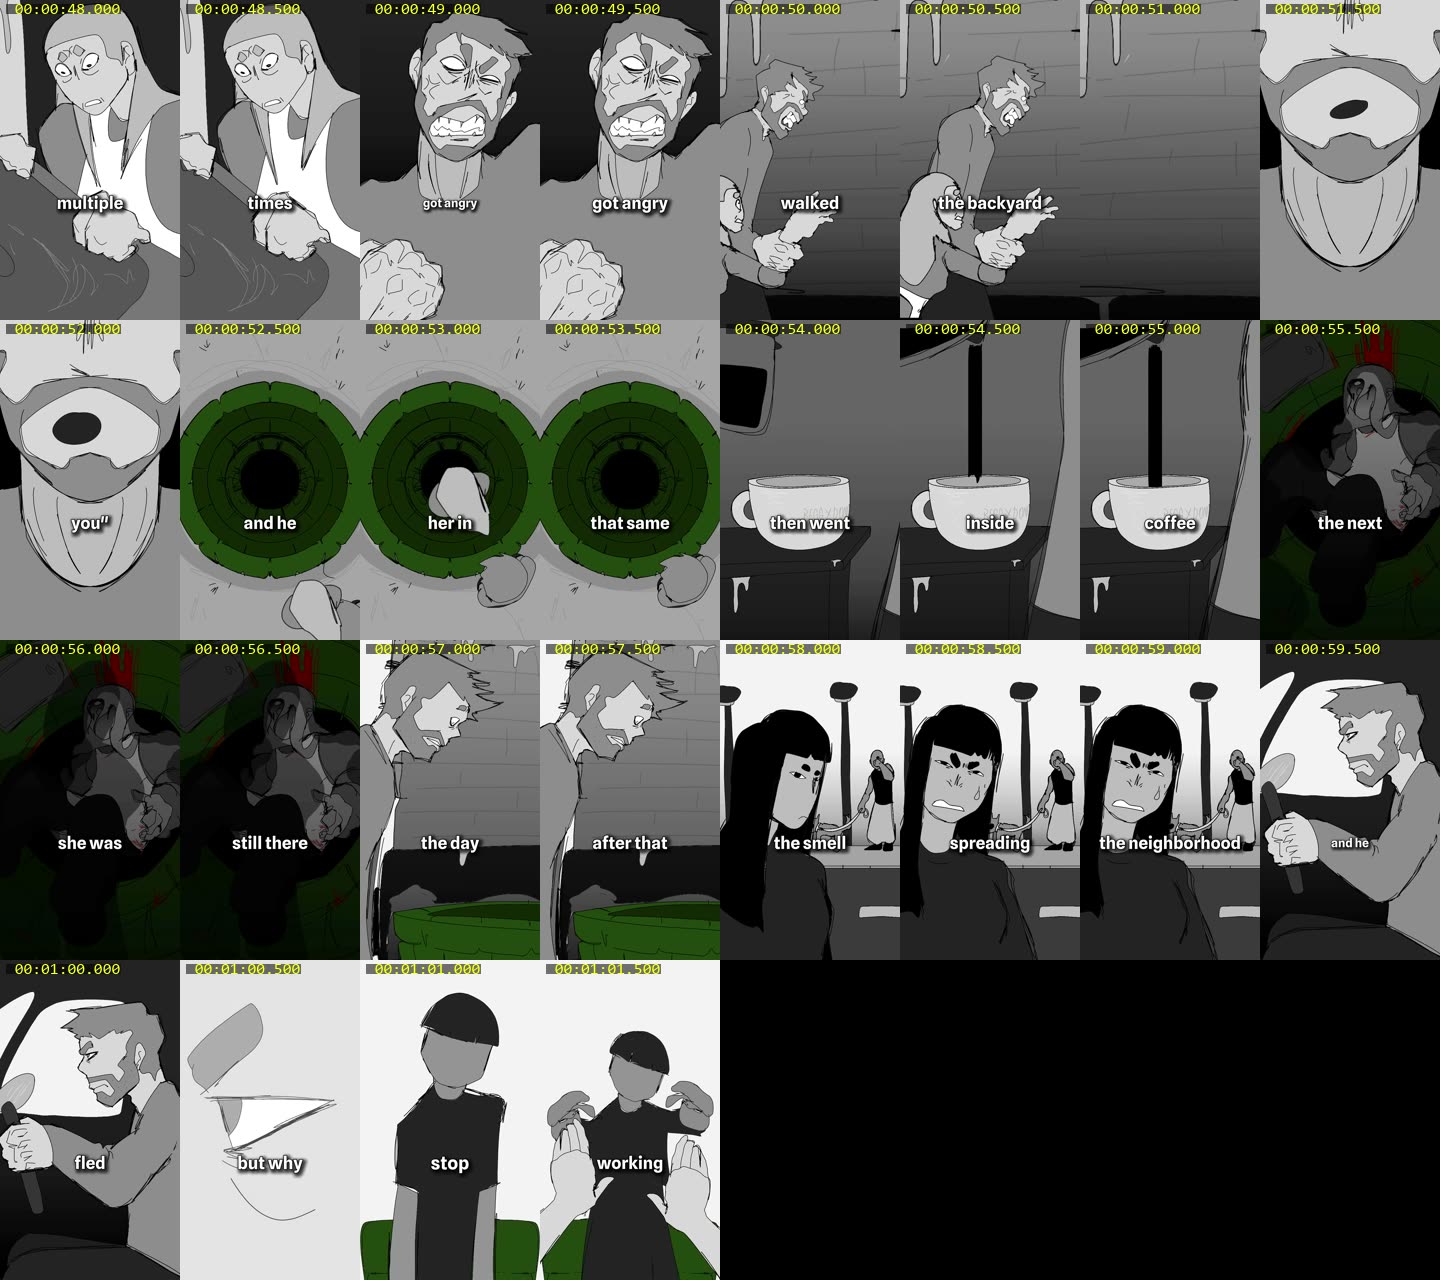 00:00:48.000
00:00:48.500
00:00:49.000
00:00:49.500
00:00:50.000
00:00:50.500
00:00:51.000
00:00:51.500
multiple
times
got angry
got angry
walked
the backyard
00:00:52.000
00:00:52.500
00:00:53.000
00:00:53.500
00:00:54.000
00:00:54.500
00:00:55.000
00:00:55.500
you”
and he
her in
that same
then went
inside
coffee
the next
00:00:56.000
00:00:56.500
00:00:57.000
00:00:57.500
00:00:58.000
00:00:58.500
00:00:59.000
00:00:59.500
she was
still there
the day
after that
the smell
spreading
the neighborhood
and he
00:01:00.000
00:01:00.500
00:01:01.000
00:01:01.500
fled
but why
stop
working